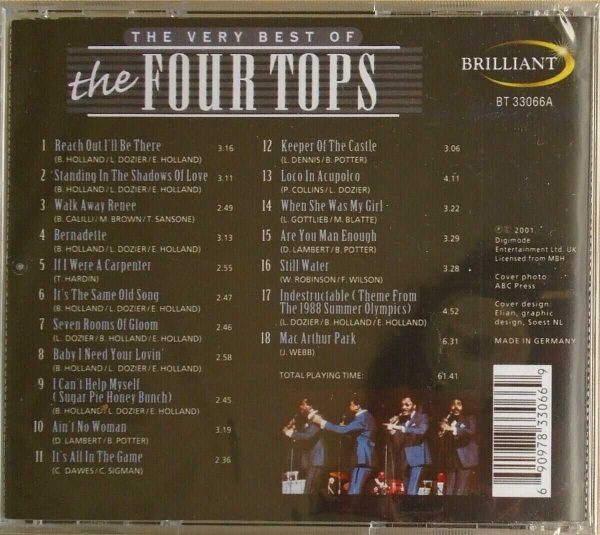 THE VERY BEST OF
the FOUR TOPS
BRILLIANT
BT 33066A
1 Reach Out I'll Be There 3.16
(B. HOLLAND/L. DOZIER/E. HOLLAND)
2 Standing In The Shadows Of Love 3.11
(B. HOLLAND/L. DOZIER/E. HOLLAND)
3 Walk Away Renee 2.49
(B. CALILLI/M. BROWN/T. SANSONE)
4 Bernadette 3.13
(B. HOLLAND/L. DOZIER/E. HOLLAND)
5 If I Were A Carpenter 2.55
(T. HARDIN)
6 It's The Same Old Song 2.47
(B. HOLLAND/L. DOZIER/E. HOLLAND)
7 Seven Rooms Of Gloom 2.46
(L. DOZIER/B. HOLLAND/E. HOLLAND)
8 Baby I Need Your Lovin' 2.58
(B. HOLLAND/L. DOZIER/E. HOLLAND)
9 I Can't Help Myself
(Sugar Pie Honey Bunch) 2.45
(B. HOLLAND/L. DOZIER/E. HOLLAND)
10 Ain't No Woman 3.19
(D. LAMBERT/B. POTTER)
11 It's All In The Game 2.36
(C. DAWES/C. SIGMAN)
12 Keeper Of The Castle 3.06
(L. DENNIS/B. POTTER)
13 Loco In Acupolco 4.11
(P. COLLINS/L. DOZIER)
14 When She Was My Girl 3.22
(L. GOTTLIEB/M. BLATTE)
15 Are You Man Enough 3.29
(D. LAMBERT/B. POTTER)
16 Still Water 3.28
(W. ROBINSON/F. WILSON)
17 Indestructable (Theme From
The 1988 Summer Olympics) 4.52
(L. DOZIER/B. HOLLAND/E. HOLLAND)
18 Mac Arthur Park 6.31
(J. WEBB)
TOTAL PLAYING TIME: 61.41
℗ © 2001
Digimode
Entertainment Ltd. UK
Licensed from MBH
Cover photo:
ABC Press
Cover design:
Elian, graphic
design, Soest NL
MADE IN GERMANY
6 90978 33066 9